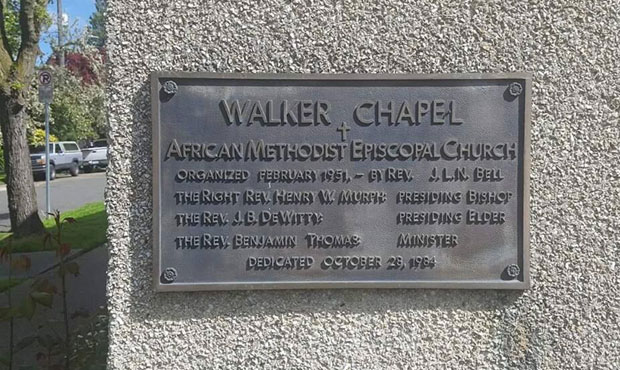 WALKER CHAPEL
AFRICAN METHODIST EPISCOPAL CHURCH
ORGANIZED FEBRUARY 1951, - BY REV. J.L.N. BELL
THE RIGHT REV. HENRY W. MURPH: PRESIDING BISHOP
THE REV. J.B. DEWITTY: PRESIDING ELDER
THE REV. BENJAMIN THOMAS: MINISTER
DEDICATED OCTOBER 28, 1984